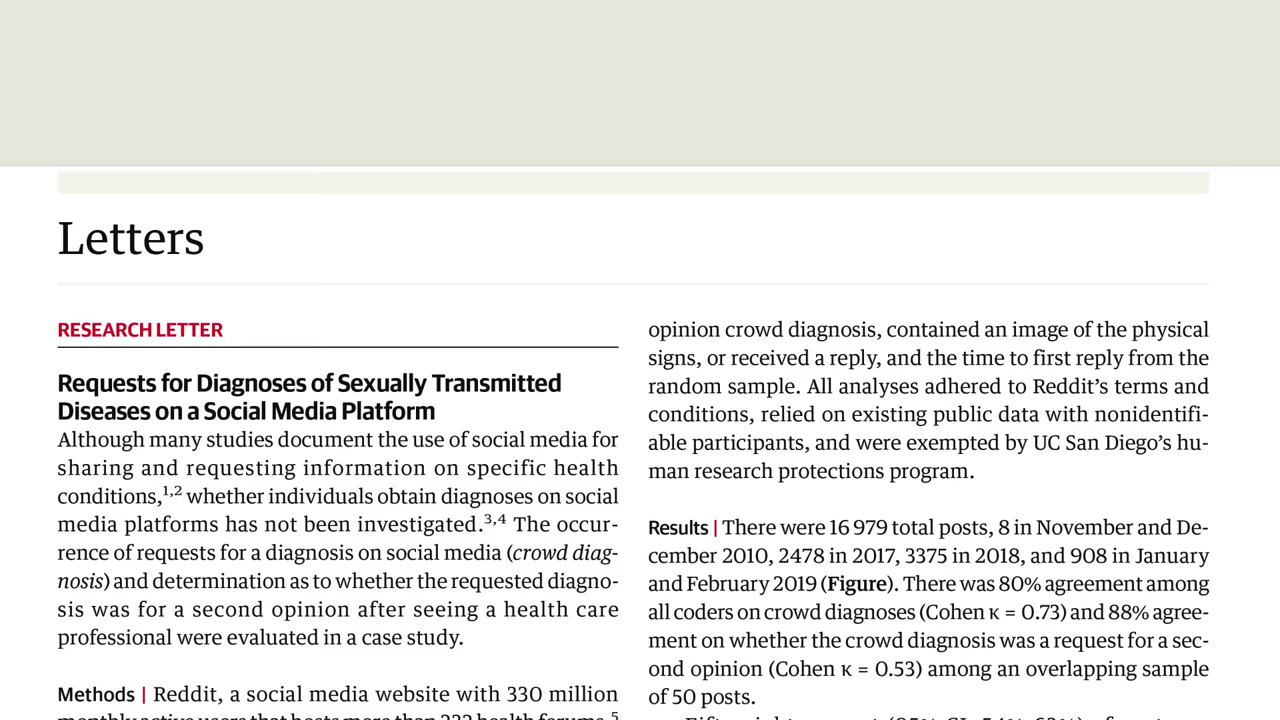 Letters
RESEARCH LETTER
Requests for Diagnoses of Sexually Transmitted
Diseases on a Social Media Platform
Although many studies document the use of social media for
sharing and requesting information on specific health
conditions,1,2 whether individuals obtain diagnoses on social
media platforms has not been investigated.3,4 The occur-
rence of requests for a diagnosis on social media (crowd diag-
nosis) and determination as to whether the requested diagno-
sis was for a second opinion after seeing a health care
professional were evaluated in a case study.
Methods | Reddit, a social media website with 330 million
opinion crowd diagnosis, contained an image of the physical
signs, or received a reply, and the time to first reply from the
random sample. All analyses adhered to Reddit's terms and
conditions, relied on existing public data with nonidentifi-
able participants, and were exempted by UC San Diego's hu-
man research protections program.
Results | There were 16 979 total posts, 8 in November and De-
cember 2010, 2478 in 2017, 3375 in 2018, and 908 in January
and February 2019 (Figure). There was 80% agreement among
all coders on crowd diagnoses (Cohen κ = 0.73) and 88% agree-
ment on whether the crowd diagnosis was a request for a sec-
ond opinion (Cohen κ = 0.53) among an overlapping sample
of 50 posts.